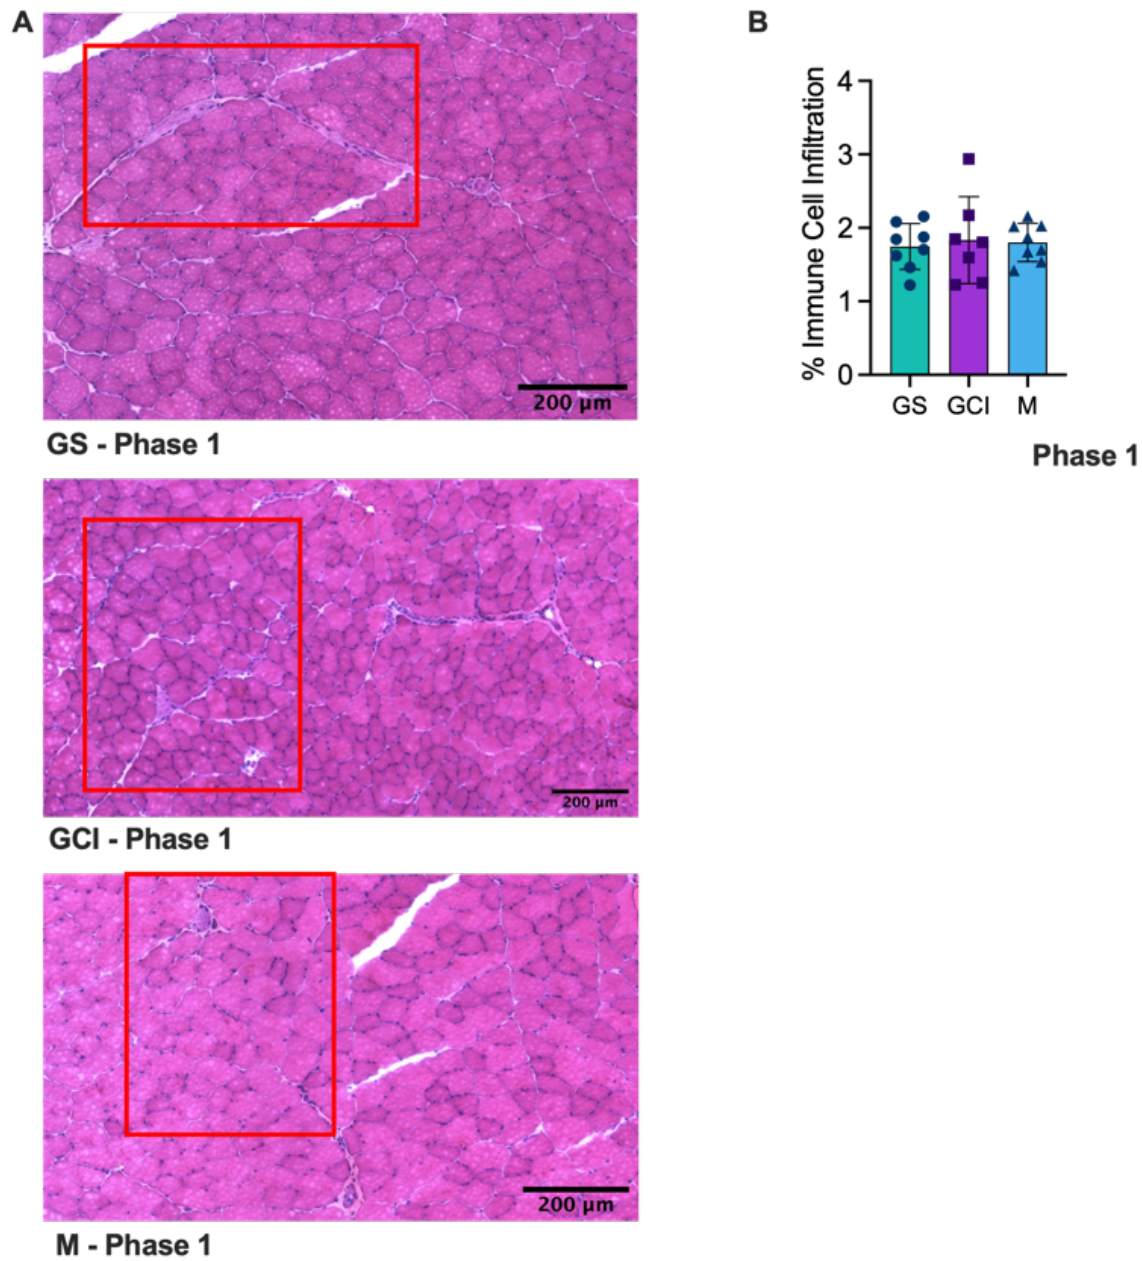 A
200 µm
GS - Phase 1
200 µm
GCI - Phase 1
200 µm
M - Phase 1
B
% Immune Cell Infiltration
4
3
2
1
0
GS GCI M
Phase 1